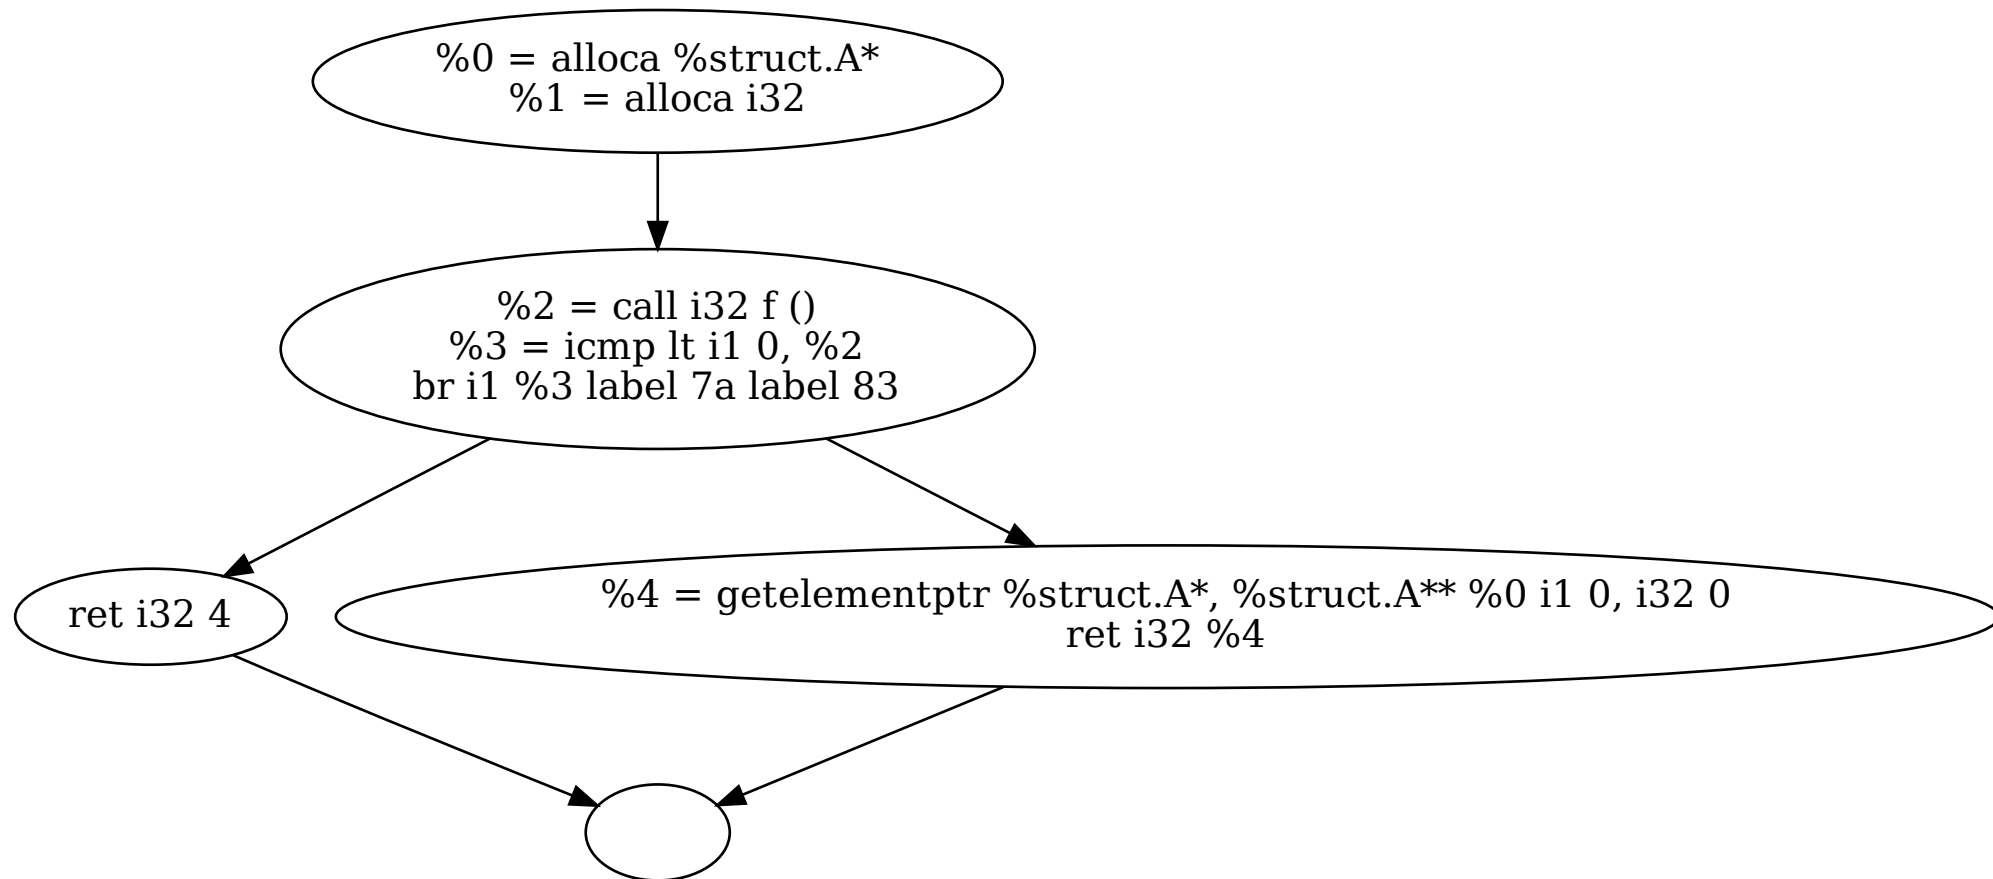 %0 = alloca %struct.A*
%1 = alloca i32
%2 = call i32 f ()
%3 = icmp lt i1 0, %2
br i1 %3 label 7a label 83
ret i32 4
%4 = getelementptr %struct.A*, %struct.A** %0 i1 0, i32 0
ret i32 %4